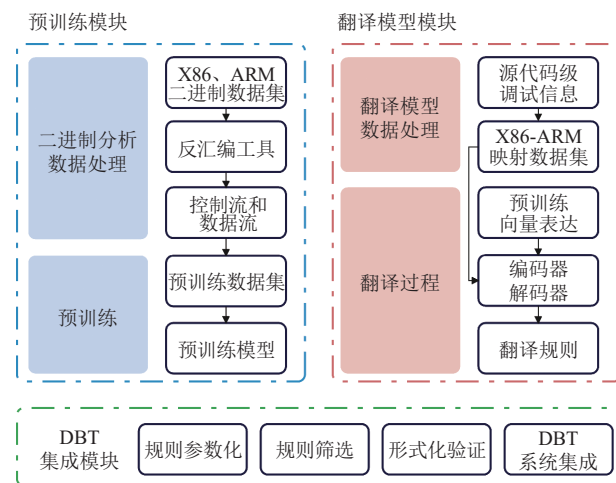 预训练模块
二进制分析
数据处理
X86、ARM
二进制数据集
反汇编工具
控制流和
数据流
预训练
预训练数据集
预训练模型
翻译模型模块
翻译模型
数据处理
源代码级
调试信息
X86-ARM
映射数据集
翻译过程
预训练
向量表达
编码器
解码器
翻译规则
DBT
集成模块
规则参数化
规则筛选
形式化验证
DBT
系统集成